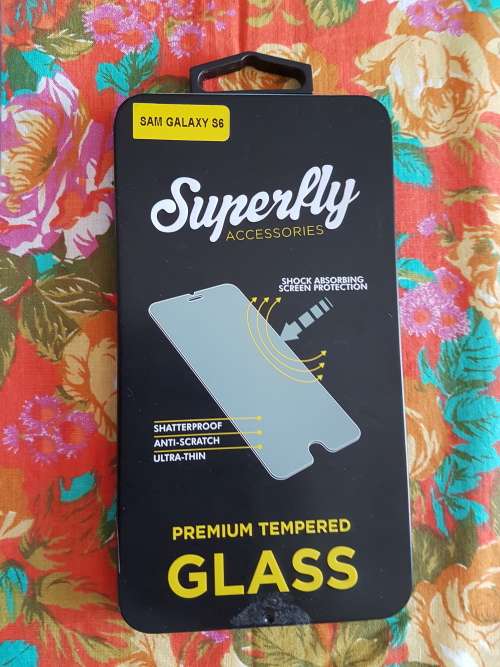 SAM GALAXY S6
Superfly
ACCESSORIES
SHOCK ABSORBING
SCREEN PROTECTION
SHATTERPROOF
ANTI-SCRATCH
ULTRA-THIN
PREMIUM TEMPERED
GLASS